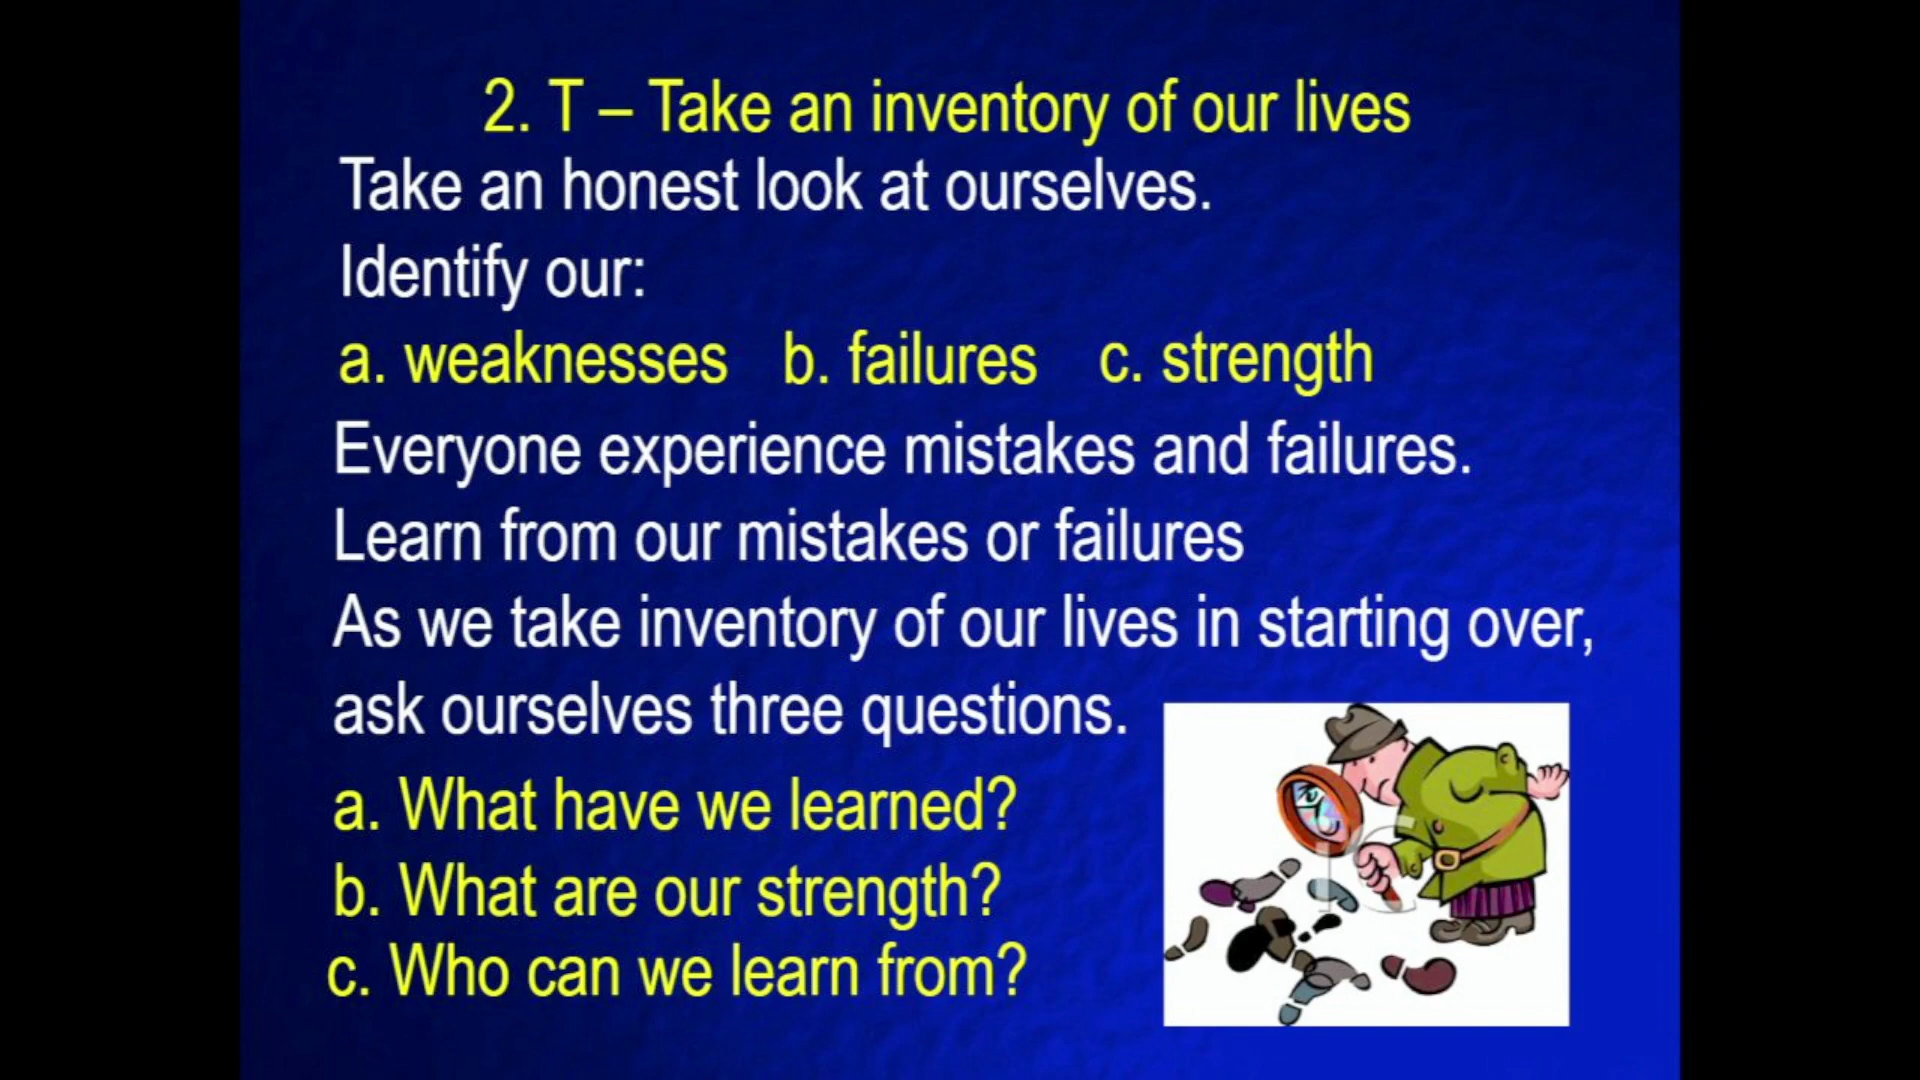 2. T – Take an inventory of our lives
Take an honest look at ourselves.
Identify our:
a. weaknesses b. failures c. strength
Everyone experience mistakes and failures.
Learn from our mistakes or failures
As we take inventory of our lives in starting over,
ask ourselves three questions.
a. What have we learned?
b. What are our strength?
c. Who can we learn from?